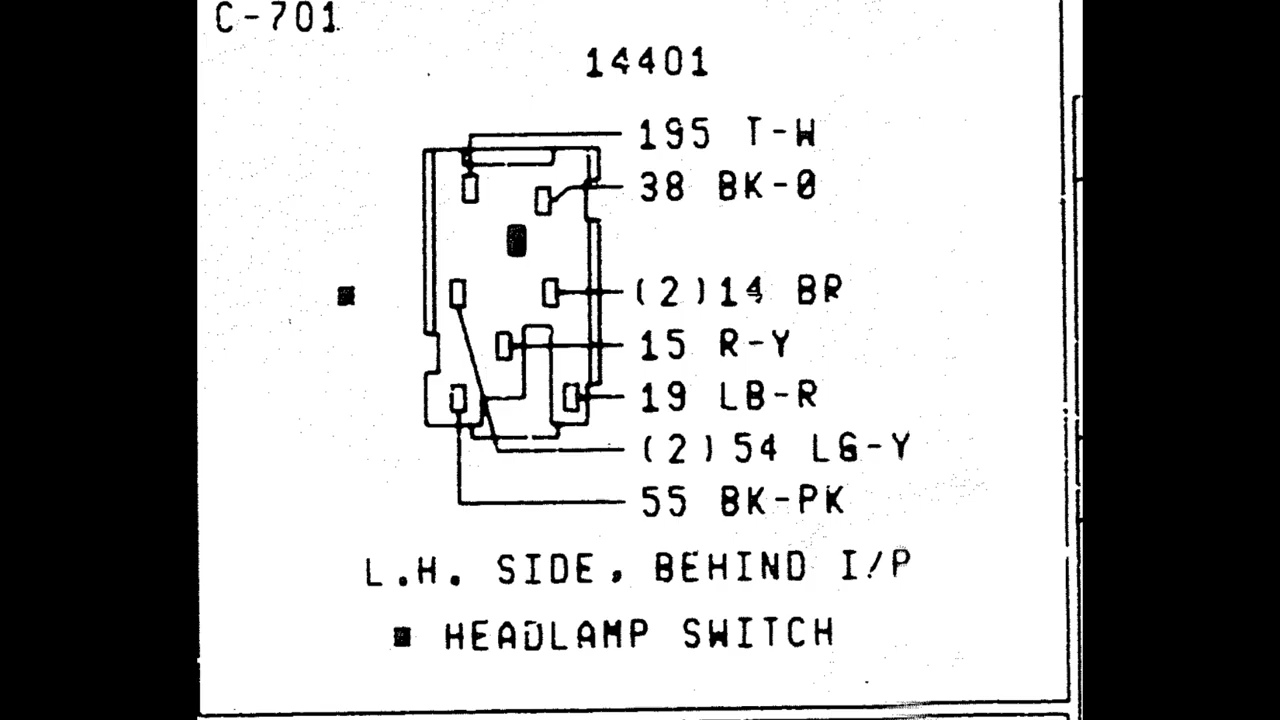 C-701
14401
195 T-W
38 BK-O
(2)14 BR
15 R-Y
19 LB-R
(2)54 LG-Y
55 BK-PK
L.H. SIDE, BEHIND I/P
HEADLAMP SWITCH